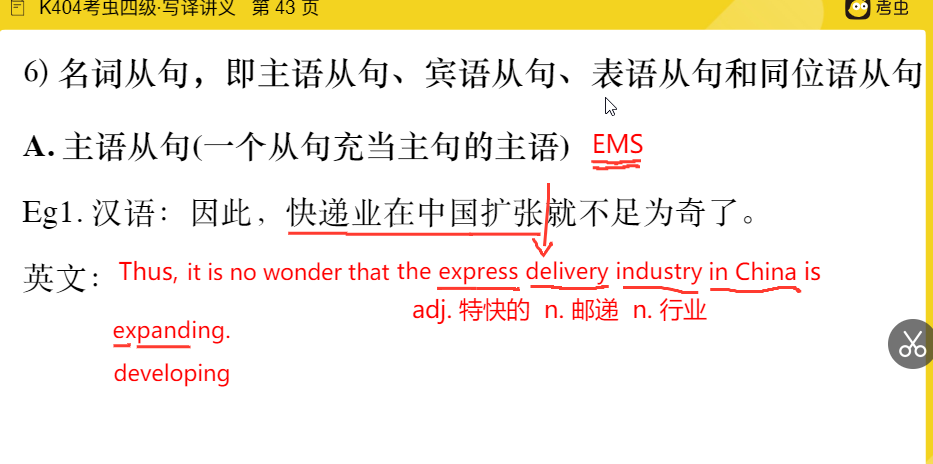 K404考虫四级·写译讲义 第 43 页
考虫
6) 名词从句，即主语从句、宾语从句、表语从句和同位语从句
A. 主语从句(一个从句充当主句的主语) EMS
Eg1. 汉语：因此，快递业在中国扩张就不足为奇了。
英文：Thus, it is no wonder that the express delivery industry in China is
adj. 特快的 n. 邮递 n. 行业
expanding.
developing